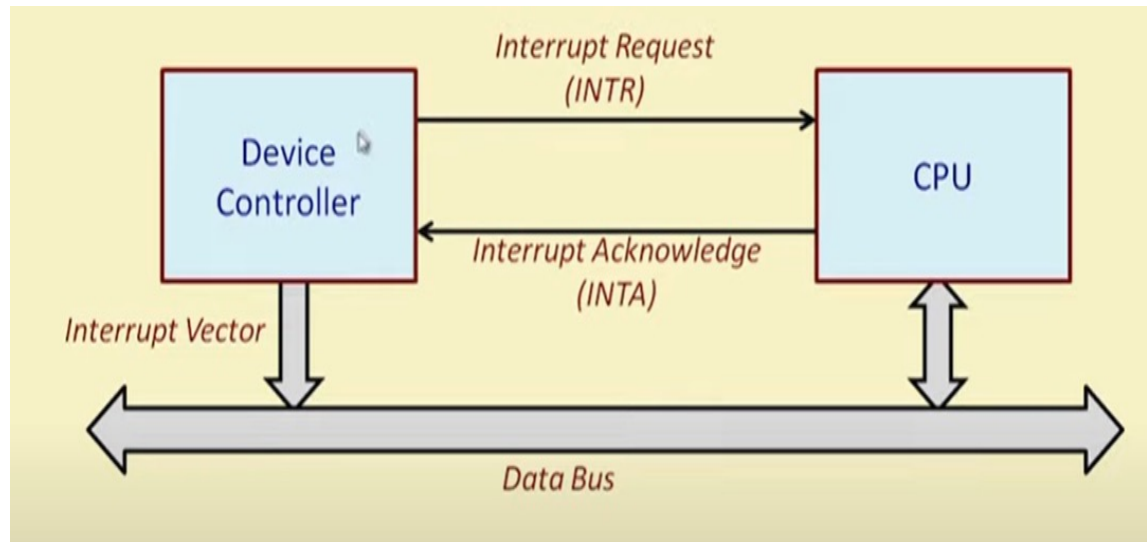 Interrupt Request
(INTR)
Device
Controller
CPU
Interrupt Acknowledge
(INTA)
Interrupt Vector
Data Bus